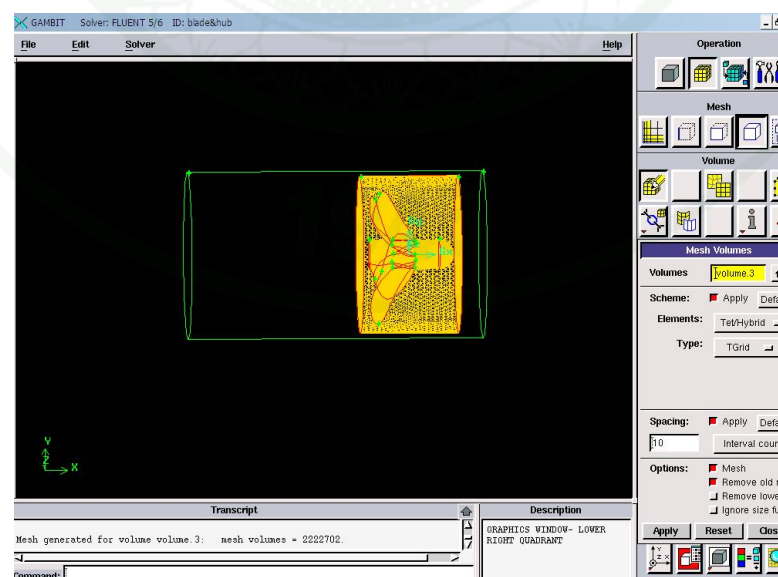 GAMBIT Solver: FLUENT 5/6 ID: blade&hub
File Edit Solver Help
Operation
Mesh
Volume
Mesh Volumes
Volumes volume.3
Scheme: Apply Defa
Elements: Tet/Hybrid
Type: TGrid
Spacing: Apply Defa
10 Interval coun
Options: Mesh
Remove old m
Remove lowe
Ignore size fu
Apply Reset Clos
Y
Z
X
Transcript
Mesh generated for volume volume.3: mesh volumes = 2222702.
Command:
Description
GRAPHICS WINDOW- LOWER
RIGHT QUADRANT